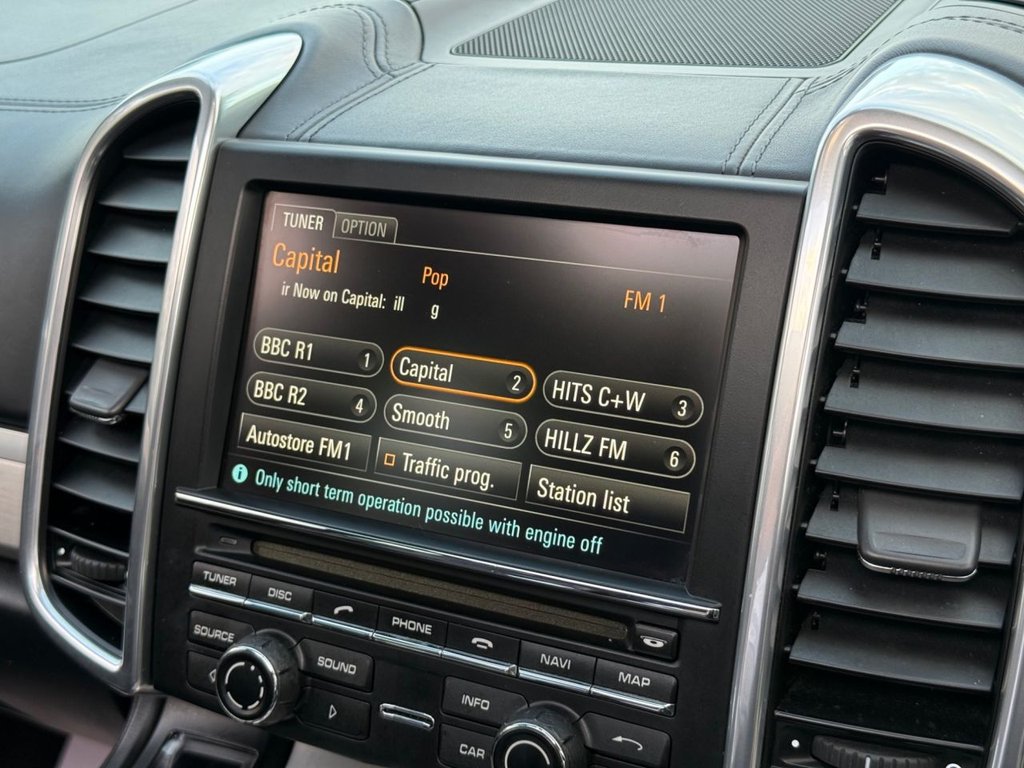 TUNER OPTION
Capital Pop FM 1
ir Now on Capital: ill g
BBC R1 1 Capital 2 HITS C+W 3
BBC R2 4 Smooth 5 HILLZ FM 6
Autostore FM1 Traffic prog. Station list
i Only short term operation possible with engine off
TUNER DISC PHONE NAVI MAP
SOURCE SOUND INFO
CAR